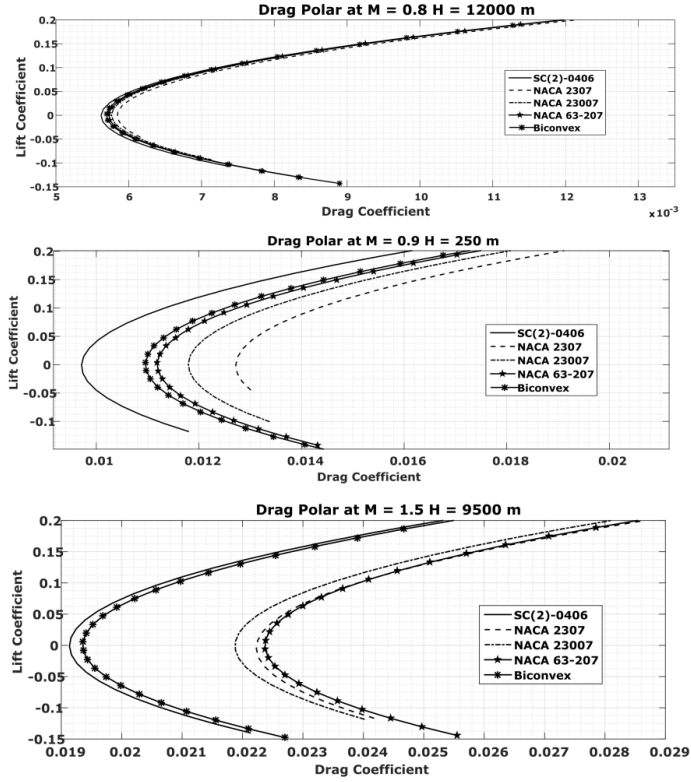 Drag Polar at M = 0.8 H = 12000 m
0.2
0.15
0.1
0.05
0
-0.05
-0.1
-0.15
Lift Coefficient
SC(2)-0406
NACA 2307
NACA 23007
NACA 63-207
Biconvex
5 6 7 8 9 10 11 12 13
Drag Coefficient
x10-3
Drag Polar at M = 0.9 H = 250 m
0.2
0.15
0.1
0.05
0
-0.05
-0.1
Lift Coefficient
SC(2)-0406
NACA 2307
NACA 23007
NACA 63-207
Biconvex
0.01 0.012 0.014 0.016 0.018 0.02
Drag Coefficient
Drag Polar at M = 1.5 H = 9500 m
0.2
0.15
0.1
0.05
0
-0.05
-0.1
-0.15
Lift Coefficient
SC(2)-0406
NACA 2307
NACA 23007
NACA 63-207
Biconvex
0.019 0.02 0.021 0.022 0.023 0.024 0.025 0.026 0.027 0.028 0.029
Drag Coefficient